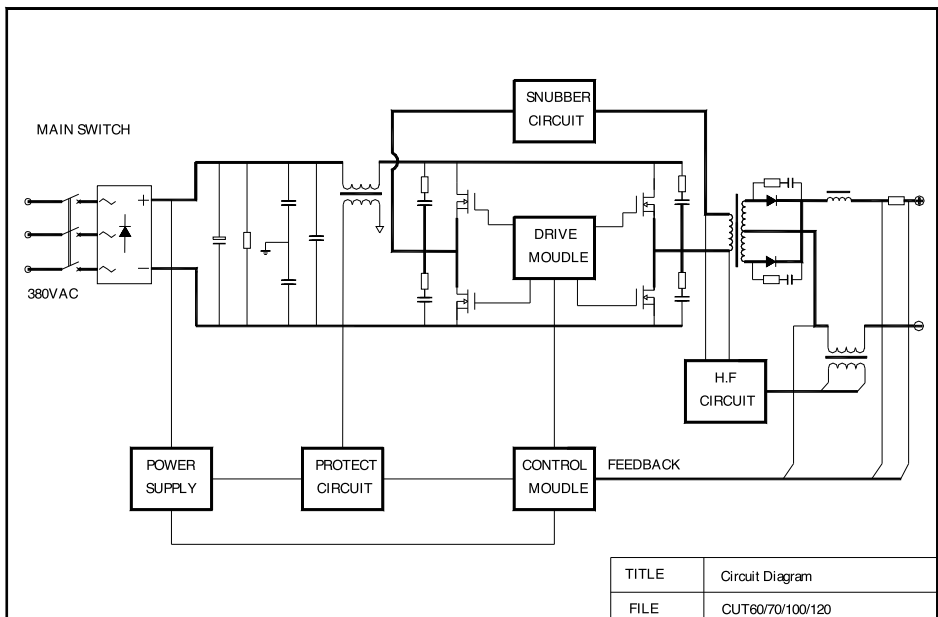 SNUBBER
CIRCUIT
MAIN SWITCH
+
DRIVE
MOUDLE
−
380VAC
H.F
CIRCUIT
POWER
SUPPLY
PROTECT
CIRCUIT
CONTROL
MOUDLE
FEEDBACK
TITLE Circuit Diagram
FILE CUT60/70/100/120